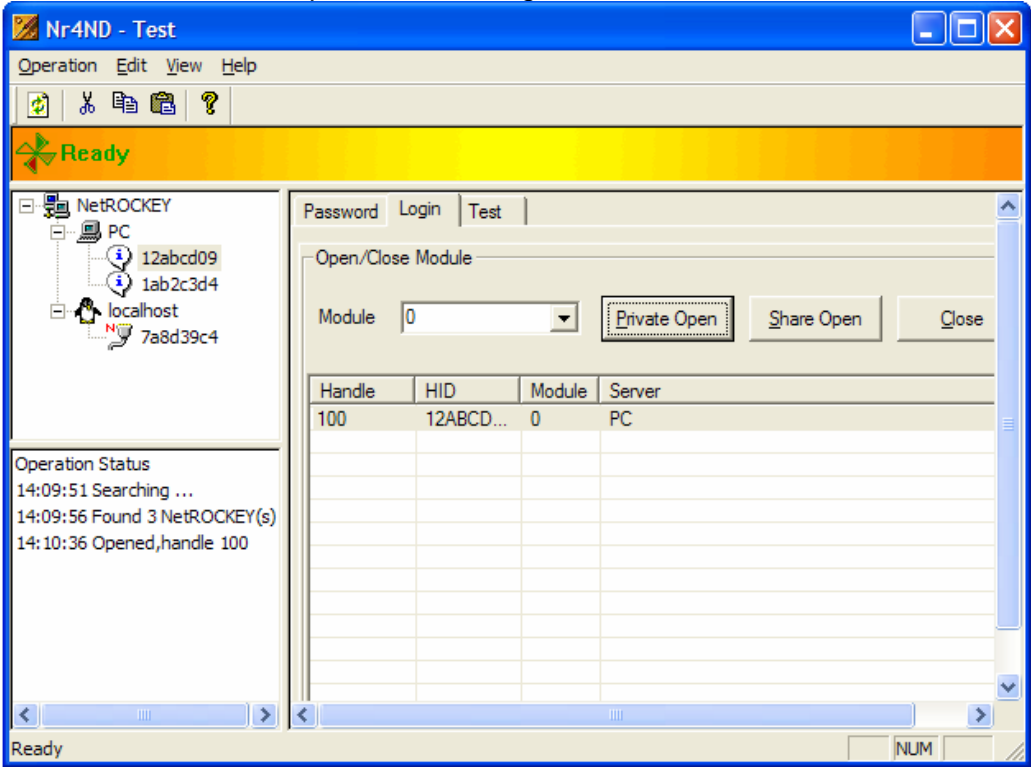 Nr4ND - Test
Operation Edit View Help
Ready
NetROCKEY
PC
12abcd09
1ab2c3d4
localhost
N
7a8d39c4
Operation Status
14:09:51 Searching ...
14:09:56 Found 3 NetROCKEY(s)
14:10:36 Opened,handle 100
Password Login Test
Open/Close Module
Module 0 Private Open Share Open Close
Handle HID Module Server
100 12ABCD... 0 PC
Ready NUM